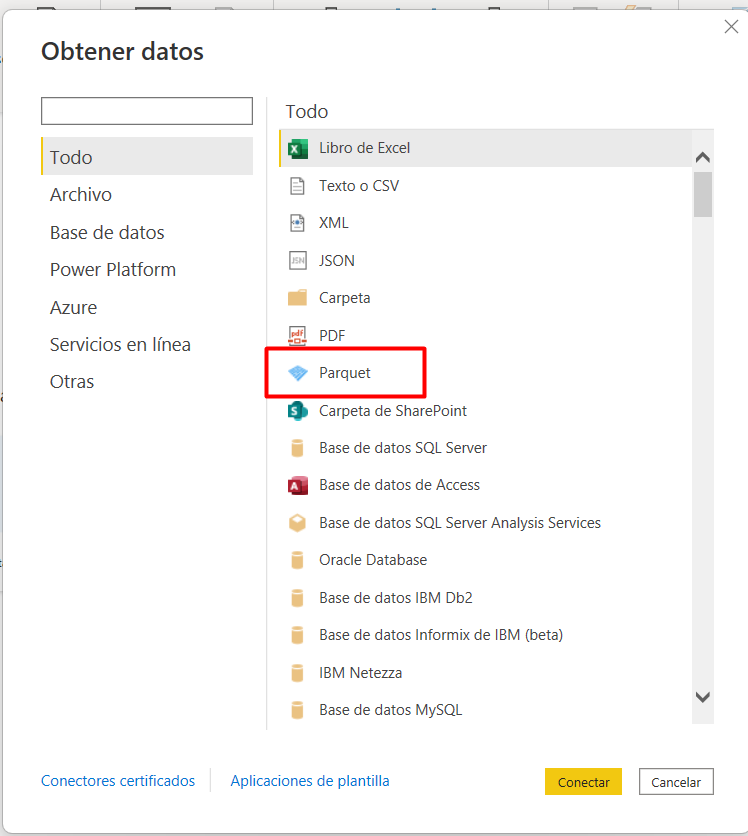 Obtener datos
Todo
Archivo
Base de datos
Power Platform
Azure
Servicios en línea
Otras
Todo
Libro de Excel
Texto o CSV
XML
JSON
Carpeta
PDF
Parquet
Carpeta de SharePoint
Base de datos SQL Server
Base de datos de Access
Base de datos SQL Server Analysis Services
Oracle Database
Base de datos IBM Db2
Base de datos Informix de IBM (beta)
IBM Netezza
Base de datos MySQL
Conectores certificados
Aplicaciones de plantilla
Conectar
Cancelar